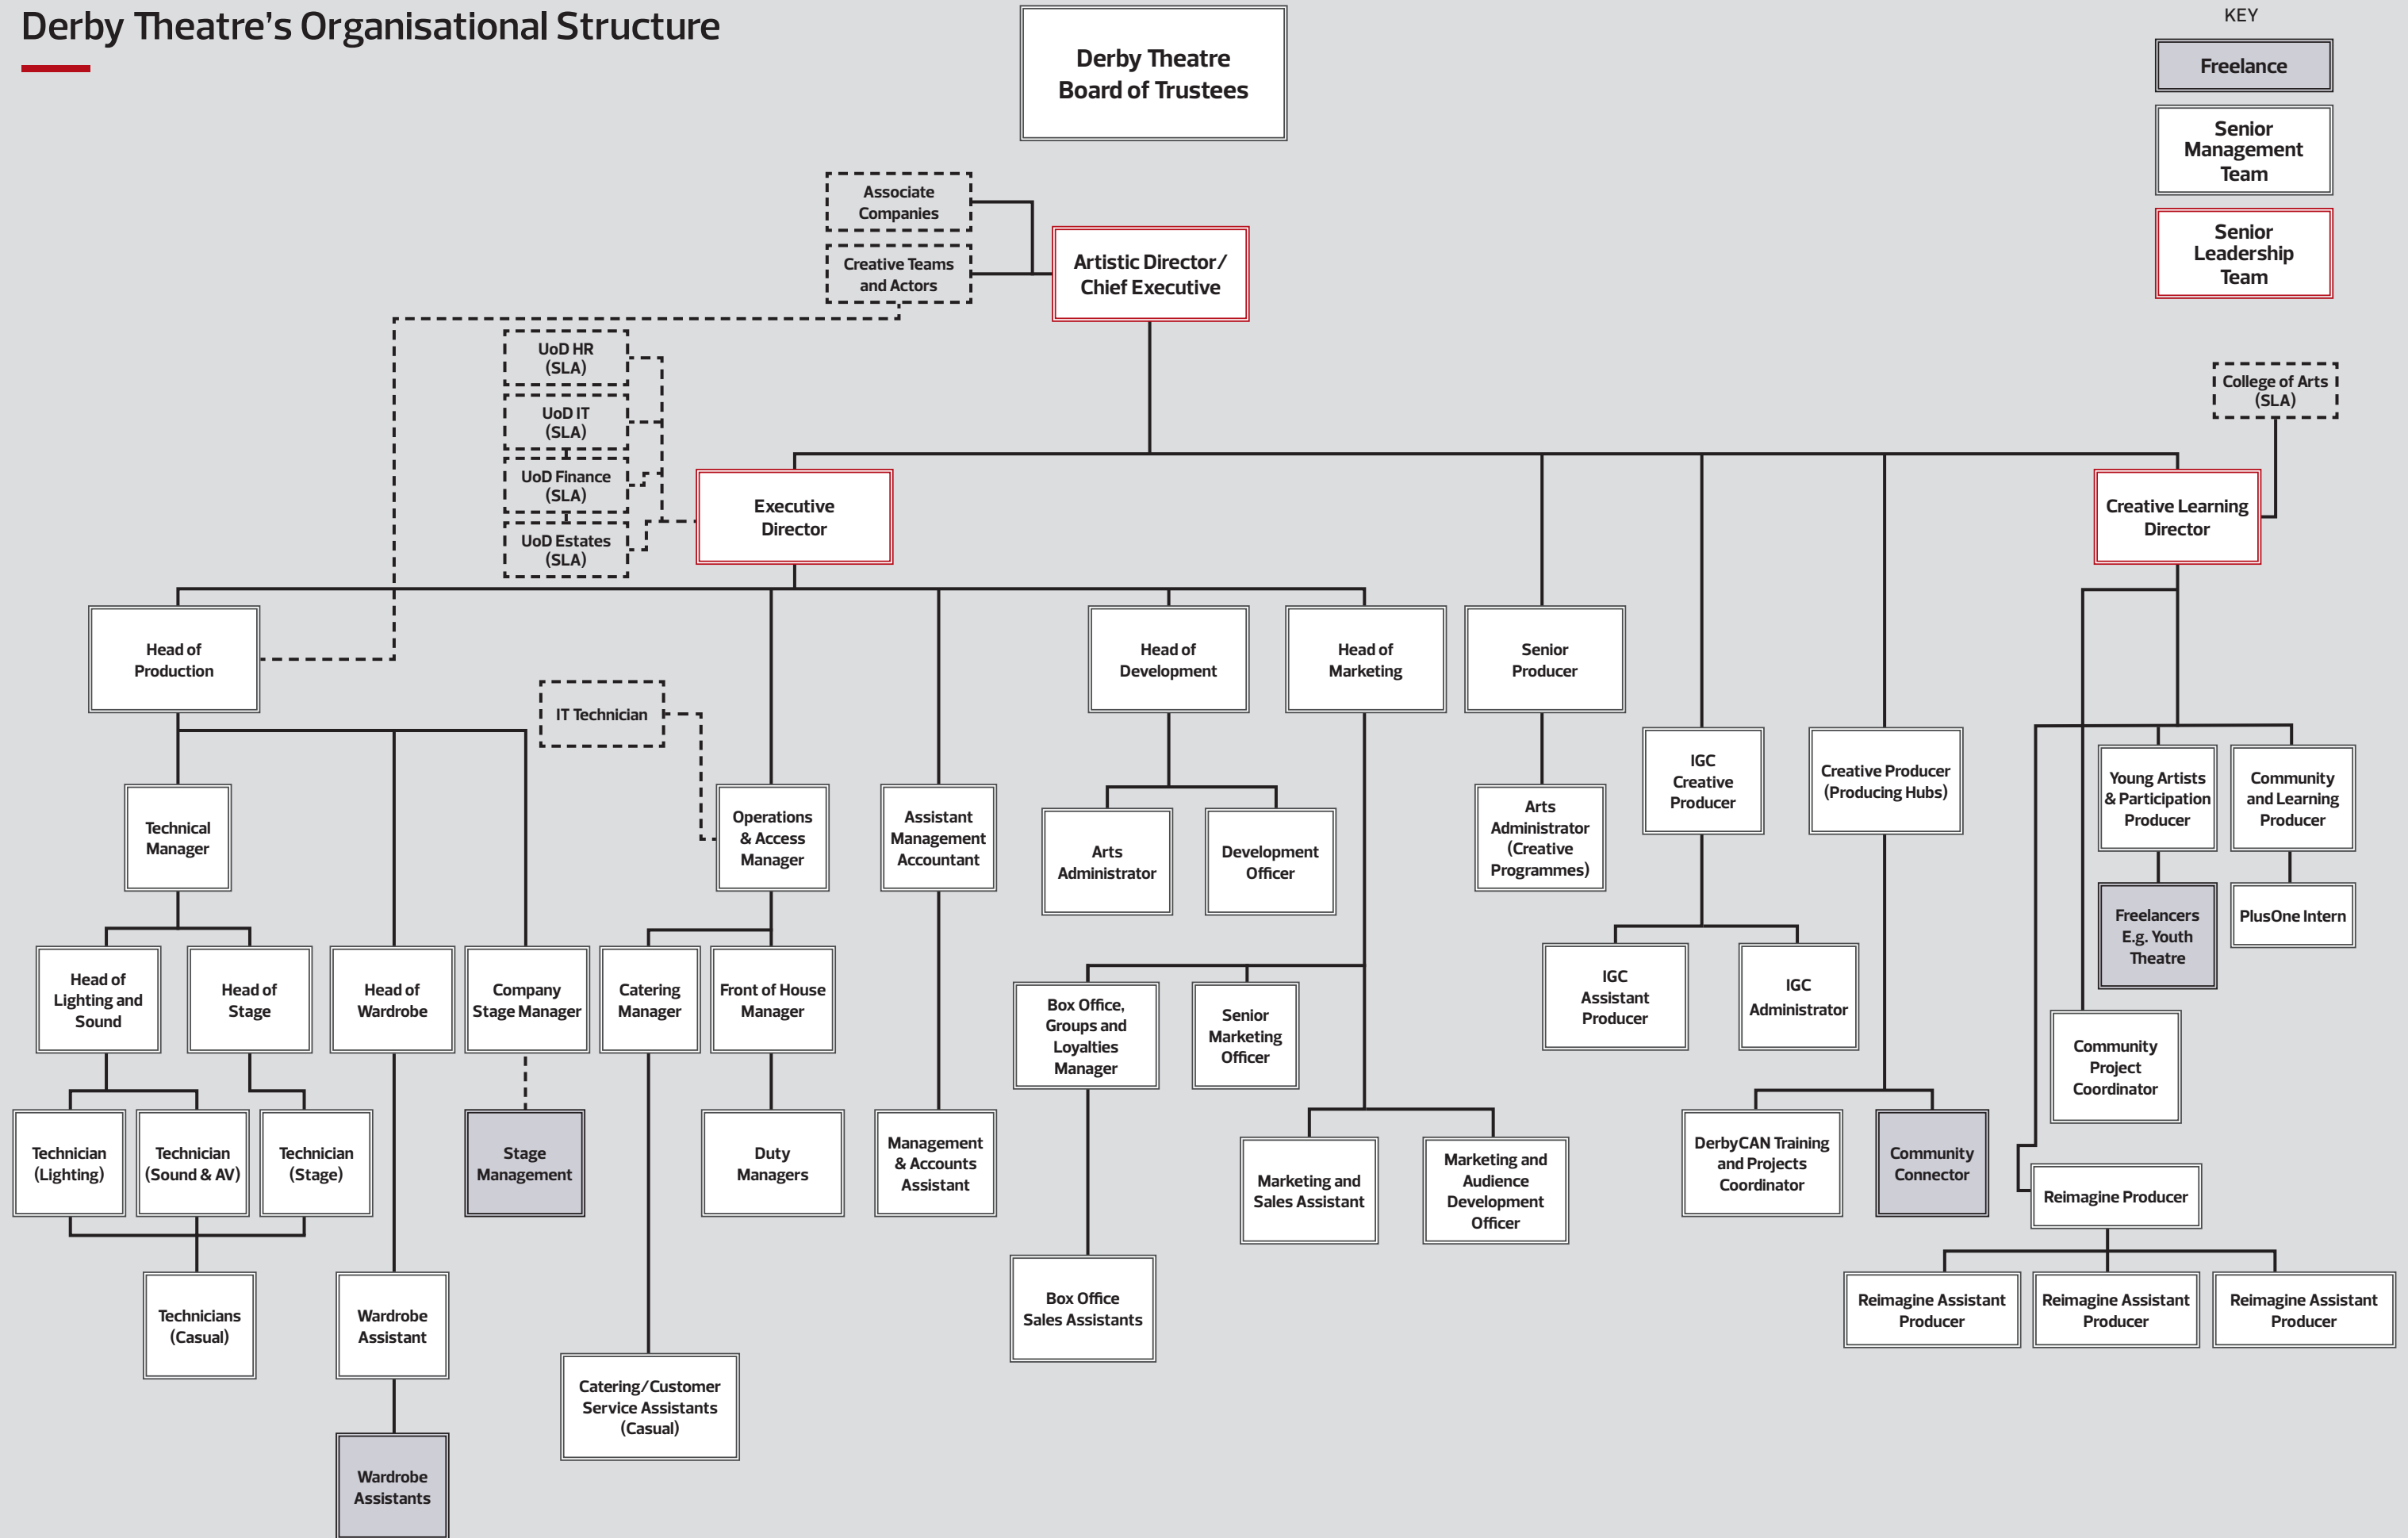 Derby Theatre's Organisational Structure
KEY
Freelance
Senior
Management
Team
Senior
Leadership
Team
Derby Theatre
Board of Trustees
Associate
Companies
Creative Teams
and Actors
Artistic Director/
Chief Executive
UoD HR
(SLA)
UoD IT
(SLA)
UoD Finance
(SLA)
UoD Estates
(SLA)
College of Arts
(SLA)
Executive
Director
Creative Learning
Director
Head of
Production
Head of
Development
Head of
Marketing
Senior
Producer
IT Technician
Technical
Manager
Operations
& Access
Manager
Assistant
Management
Accountant
Arts
Administrator
Development
Officer
Arts
Administrator
(Creative
Programmes)
IGC
Creative
Producer
Creative Producer
(Producing Hubs)
Young Artists
& Participation
Producer
Community
and Learning
Producer
Freelancers
E.g. Youth
Theatre
PlusOne Intern
Head of
Lighting and
Sound
Head of
Stage
Head of
Wardrobe
Company
Stage Manager
Catering
Manager
Front of House
Manager
Box Office,
Groups and
Loyalties
Manager
Senior
Marketing
Officer
IGC
Assistant
Producer
IGC
Administrator
Community
Project
Coordinator
Technician
(Lighting)
Technician
(Sound & AV)
Technician
(Stage)
Stage
Management
Duty
Managers
Management
& Accounts
Assistant
Marketing and
Sales Assistant
Marketing and
Audience
Development
Officer
DerbyCAN Training
and Projects
Coordinator
Community
Connector
Reimagine Producer
Technicians
(Casual)
Wardrobe
Assistant
Box Office
Sales Assistants
Reimagine Assistant
Producer
Reimagine Assistant
Producer
Reimagine Assistant
Producer
Catering/Customer
Service Assistants
(Casual)
Wardrobe
Assistants